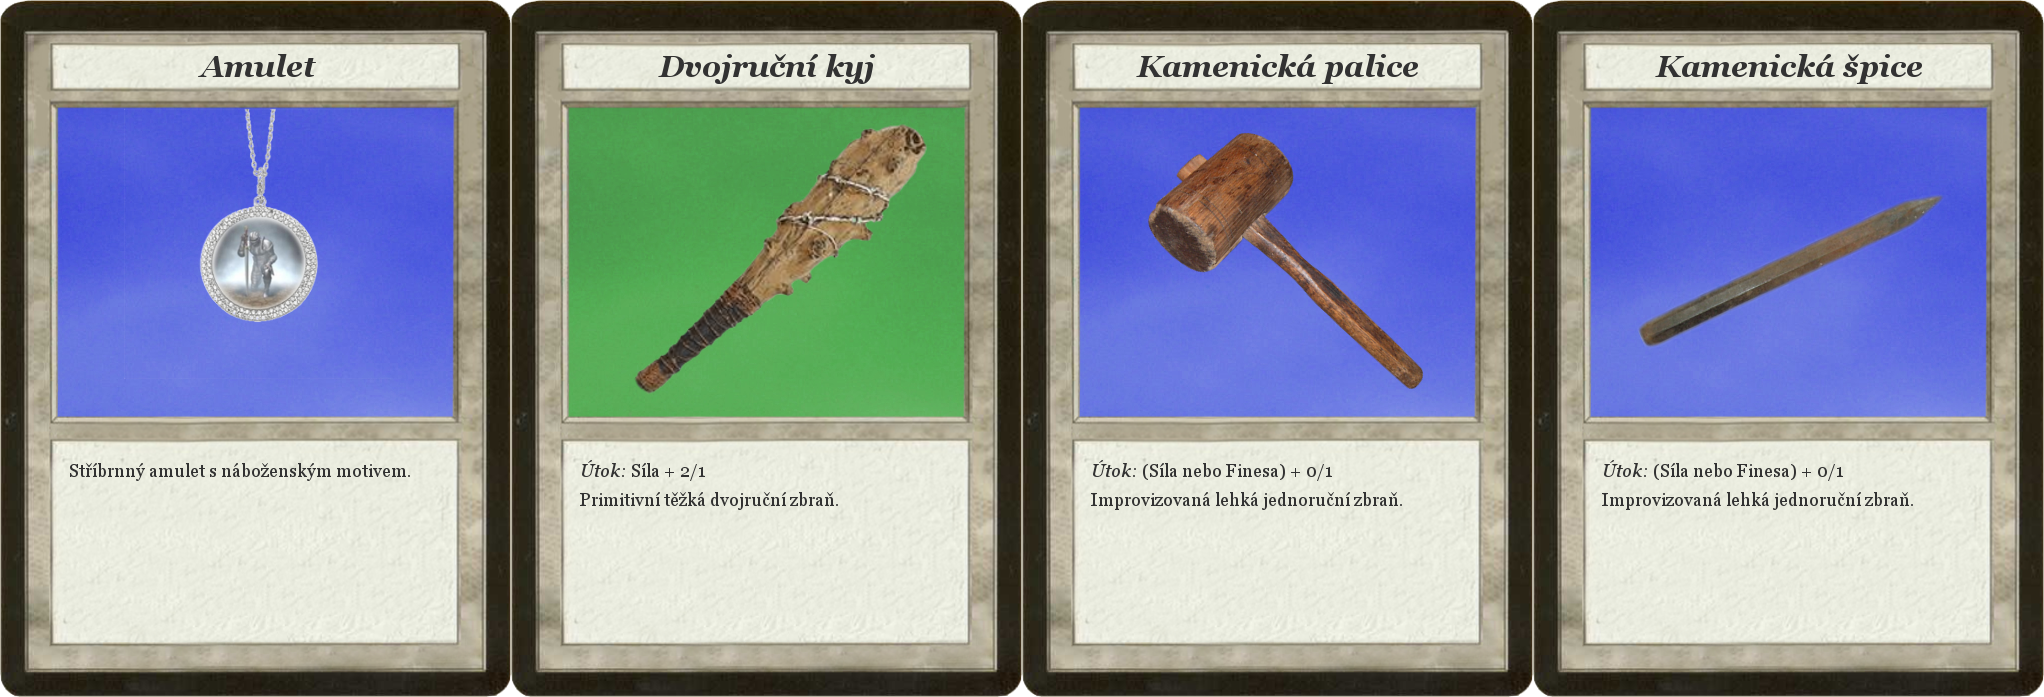 Amulet
Stříbrnný amulet s náboženským motivem.
Dvojruční kyj
Útok: Síla + 2/1
Primitivní těžká dvojruční zbraň.
Kamenická palice
Útok: (Síla nebo Finesa) + 0/1
Improvizovaná lehká jednoruční zbraň.
Kamenická špice
Útok: (Síla nebo Finesa) + 0/1
Improvizovaná lehká jednoruční zbraň.